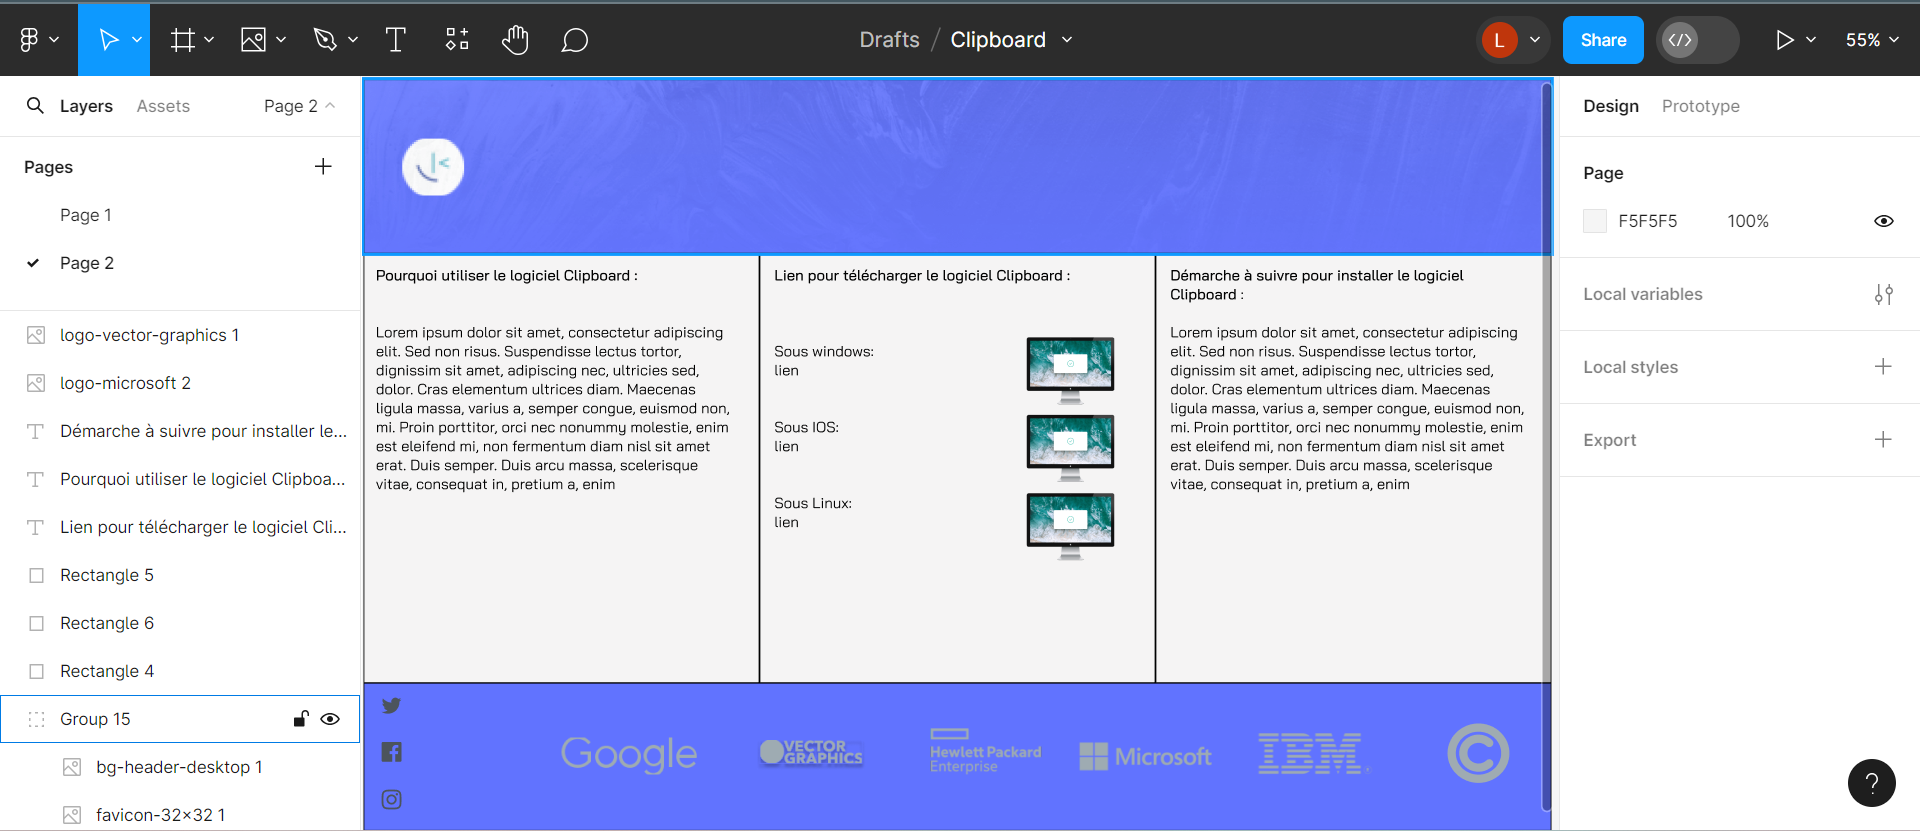 Drafts / Clipboard
L
Share
</>
55%
Layers
Assets
Page 2
Pages
Page 1
Page 2
logo-vector-graphics 1
logo-microsoft 2
Démarche à suivre pour installer le...
Pourquoi utiliser le logiciel Clipboa...
Lien pour télécharger le logiciel Cli...
Rectangle 5
Rectangle 6
Rectangle 4
Group 15
bg-header-desktop 1
favicon-32×32 1
Pourquoi utiliser le logiciel Clipboard :
Lorem ipsum dolor sit amet, consectetur adipiscing
elit. Sed non risus. Suspendisse lectus tortor,
dignissim sit amet, adipiscing nec, ultricies sed,
dolor. Cras elementum ultrices diam. Maecenas
ligula massa, varius a, semper congue, euismod non,
mi. Proin porttitor, orci nec nonummy molestie, enim
est eleifend mi, non fermentum diam nisl sit amet
erat. Duis semper. Duis arcu massa, scelerisque
vitae, consequat in, pretium a, enim
Lien pour télécharger le logiciel Clipboard :
Sous windows:
lien
Sous IOS:
lien
Sous Linux:
lien
Démarche à suivre pour installer le logiciel
Clipboard :
Lorem ipsum dolor sit amet, consectetur adipiscing
elit. Sed non risus. Suspendisse lectus tortor,
dignissim sit amet, adipiscing nec, ultricies sed,
dolor. Cras elementum ultrices diam. Maecenas
ligula massa, varius a, semper congue, euismod non,
mi. Proin porttitor, orci nec nonummy molestie, enim
est eleifend mi, non fermentum diam nisl sit amet
erat. Duis semper. Duis arcu massa, scelerisque
vitae, consequat in, pretium a, enim
Google
VECTOR
GRAPHICS
Hewlett Packard
Enterprise
Microsoft
IBM
©
Design
Prototype
Page
F5F5F5
100%
Local variables
Local styles
Export
?